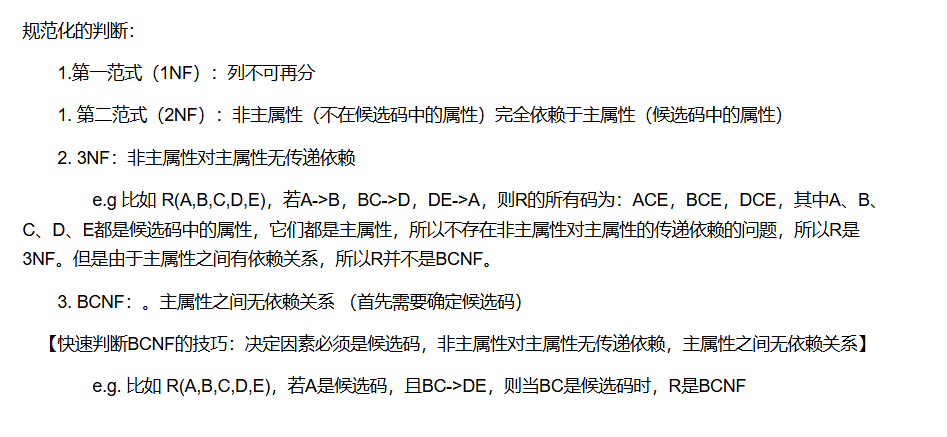 规范化的判断：
1.第一范式（1NF）：列不可再分
1. 第二范式（2NF）：非主属性（不在候选码中的属性）完全依赖于主属性（候选码中的属性）
2. 3NF：非主属性对主属性无传递依赖
e.g 比如 R(A,B,C,D,E)，若A->B，BC->D，DE->A，则R的所有码为：ACE，BCE，DCE，其中A、B、
C、D、E都是候选码中的属性，它们都是主属性，所以不存在非主属性对主属性的传递依赖的问题，所以R是
3NF。但是由于主属性之间有依赖关系，所以R并不是BCNF。
3. BCNF：。主属性之间无依赖关系 （首先需要确定候选码）
【快速判断BCNF的技巧：决定因素必须是候选码，非主属性对主属性无传递依赖，主属性之间无依赖关系】
e.g. 比如 R(A,B,C,D,E)，若A是候选码，且BC->DE，则当BC是候选码时，R是BCNF